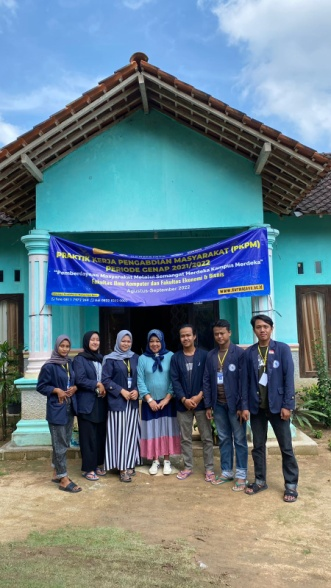 PRAKTIK KERJA PENGABDIAN MASYARAKAT (PKPM)
PERIODE GENAP 2021/2022
"Pemberdayaan Masyarakat Melalui Semangat Merdeka Kampus Merdeka"
Fakultas Ilmu Komputer dan Fakultas Ekonomi & Bisnis
Agustus-September 2022